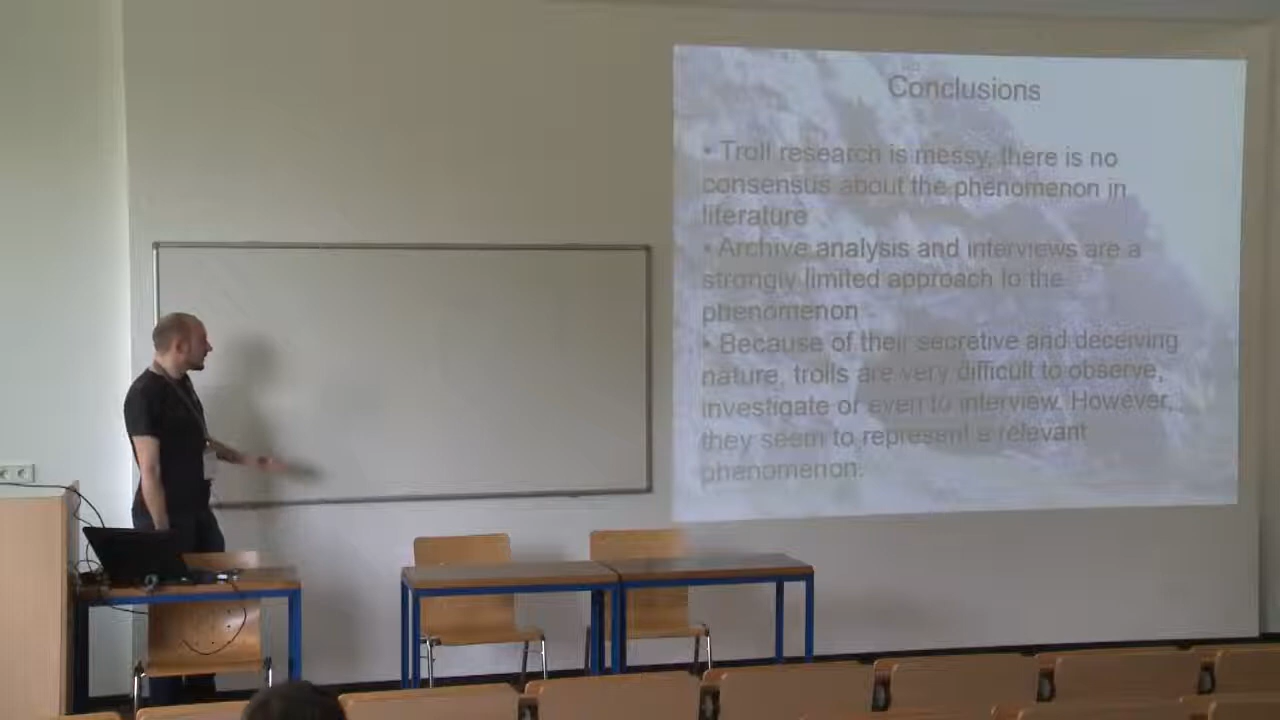 Conclusions
• Troll research is messy, there is no
consensus about the phenomenon in
literature
• Archive analysis and interviews are a
strongly limited approach to the
phenomenon
• Because of their secretive and deceiving
nature, trolls are very difficult to observe,
investigate or even to interview. However,
they seem to represent a relevant
phenomenon.